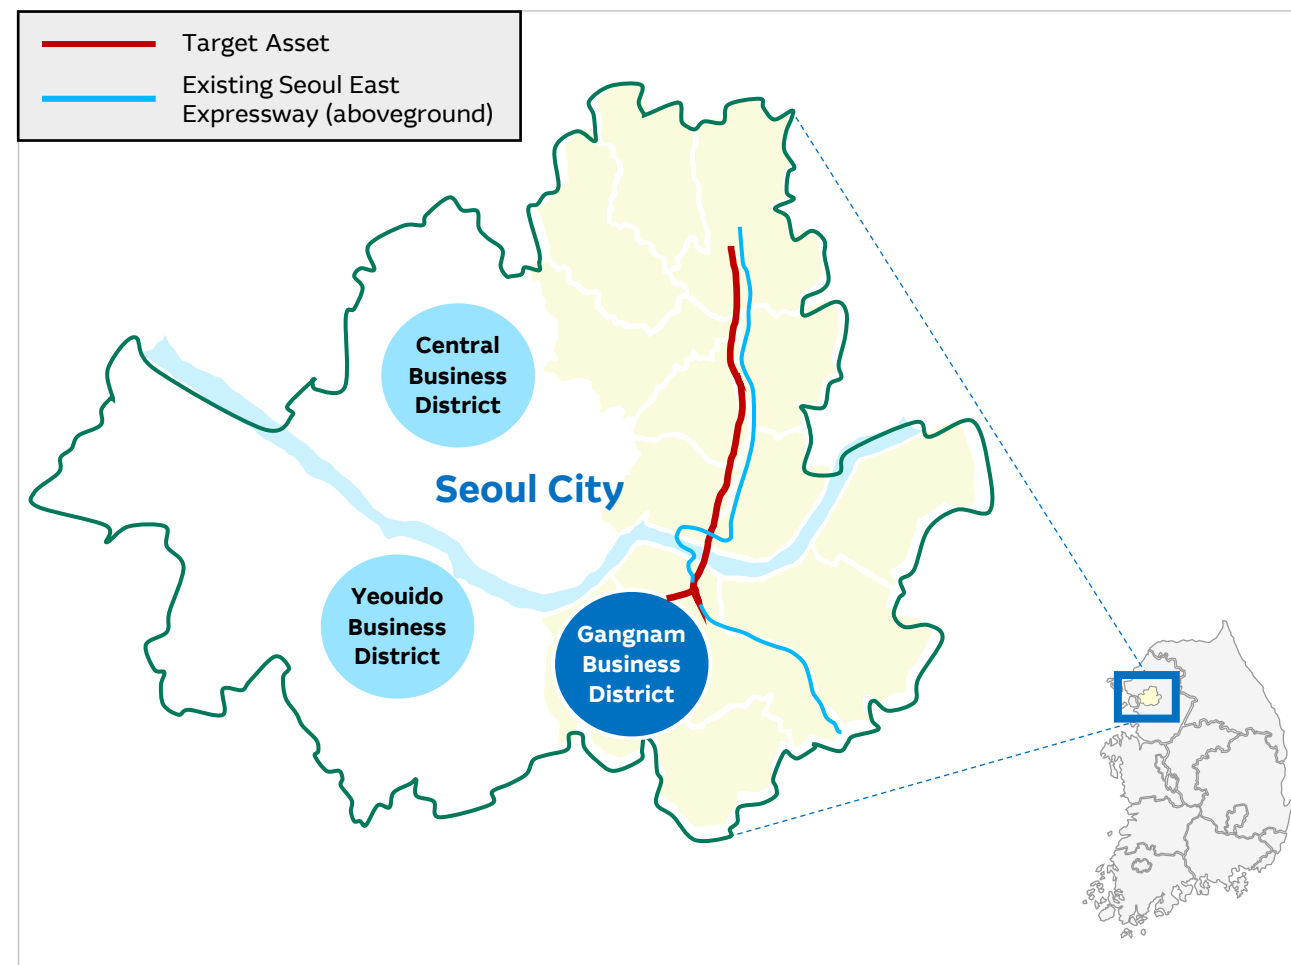 Target Asset
Existing Seoul East
Expressway (aboveground)
Central
Business
District
Seoul City
Yeouido
Business
District
Gangnam
Business
District